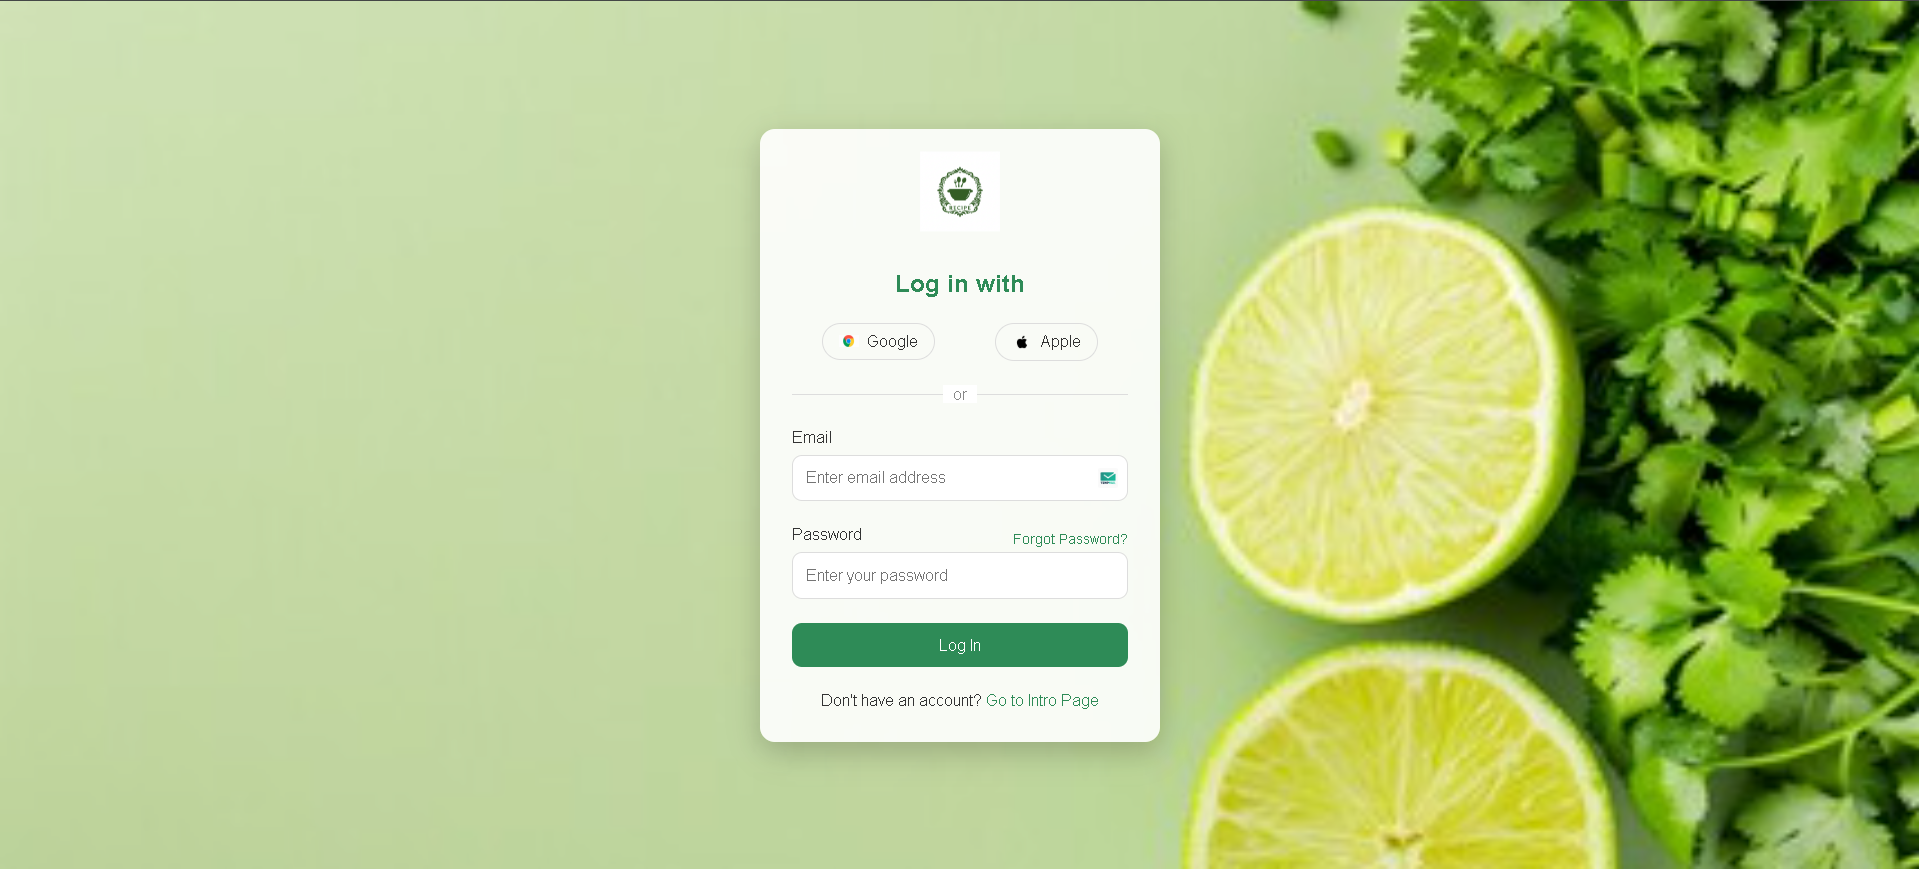 RECIPE
Log in with
Google
Apple
or
Email
Enter email address
Password
Forgot Password?
Enter your password
Log In
Don't have an account? Go to Intro Page